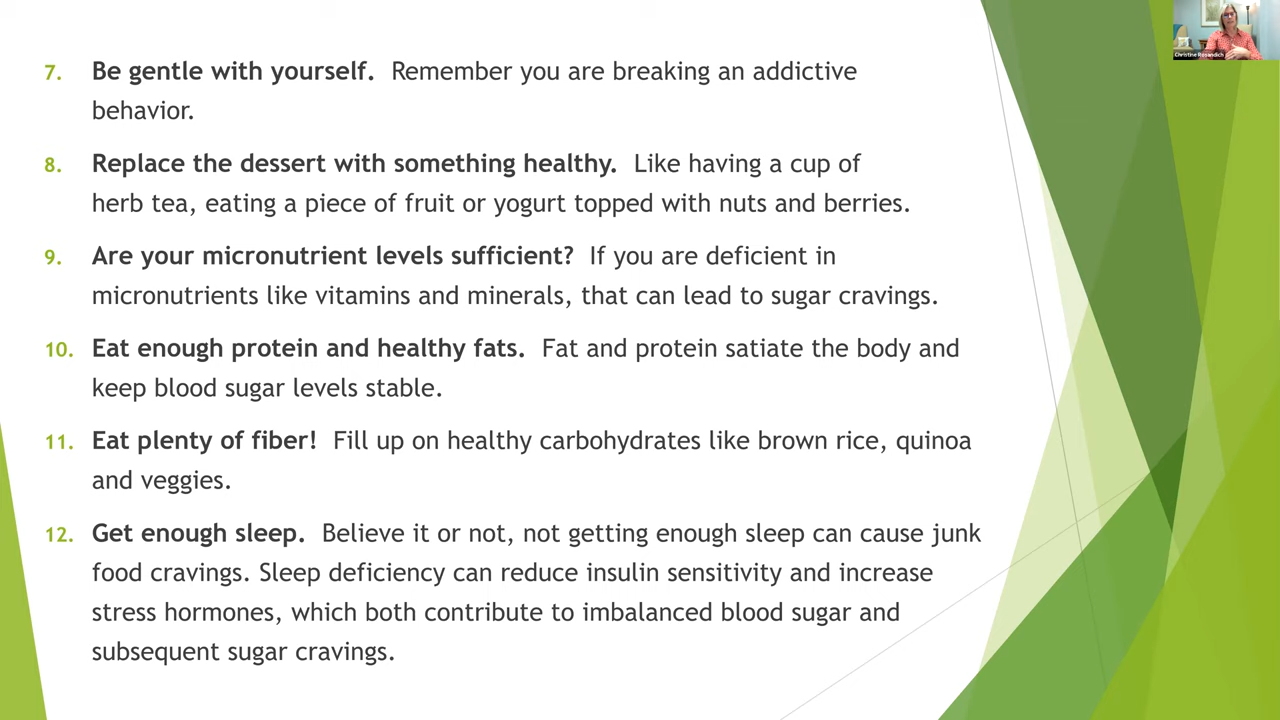 7. Be gentle with yourself. Remember you are breaking an addictive
behavior.
8. Replace the dessert with something healthy. Like having a cup of
herb tea, eating a piece of fruit or yogurt topped with nuts and berries.
9. Are your micronutrient levels sufficient? If you are deficient in
micronutrients like vitamins and minerals, that can lead to sugar cravings.
10. Eat enough protein and healthy fats. Fat and protein satiate the body and
keep blood sugar levels stable.
11. Eat plenty of fiber! Fill up on healthy carbohydrates like brown rice, quinoa
and veggies.
12. Get enough sleep. Believe it or not, not getting enough sleep can cause junk
food cravings. Sleep deficiency can reduce insulin sensitivity and increase
stress hormones, which both contribute to imbalanced blood sugar and
subsequent sugar cravings.
Christine Rosandich